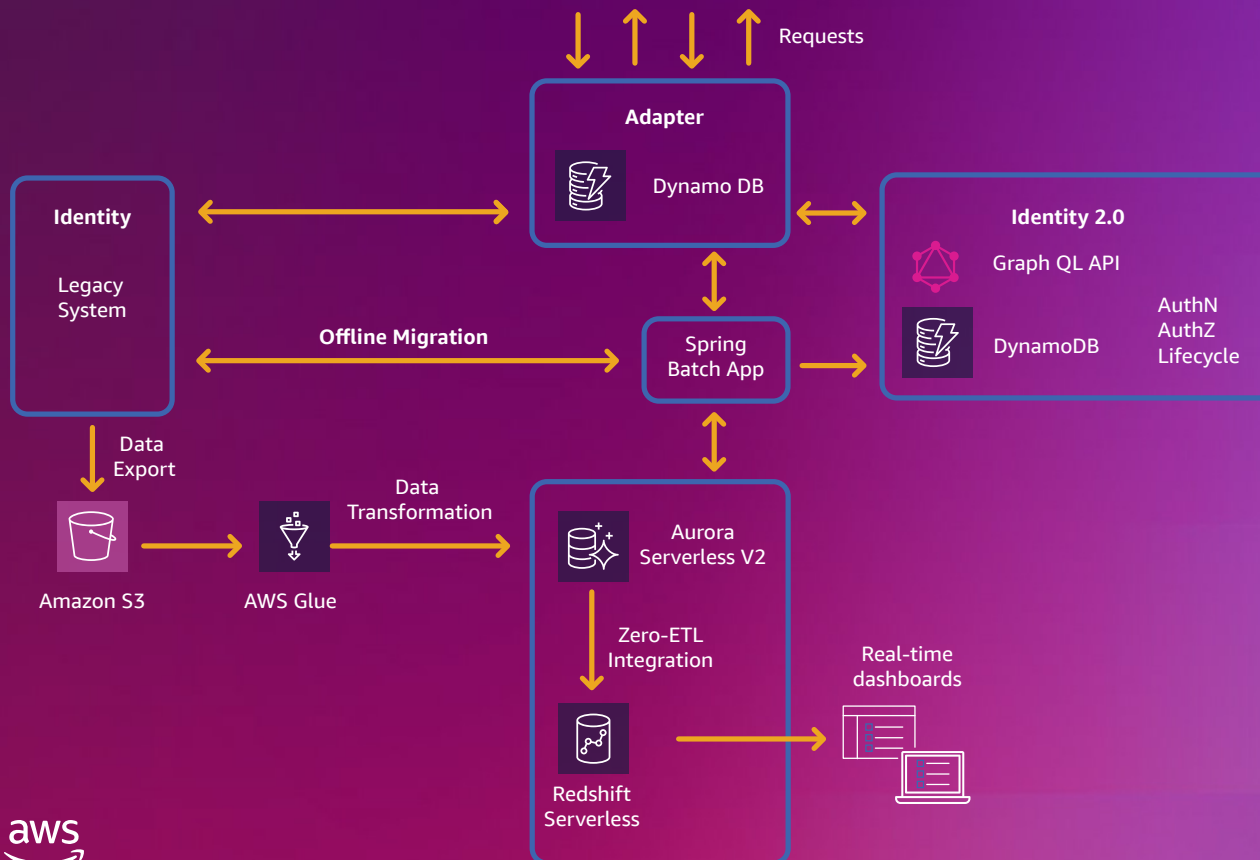 Requests
Adapter
Dynamo DB
Identity
Legacy
System
Identity 2.0
Graph QL API
DynamoDB
AuthN
AuthZ
Lifecycle
Offline Migration
Spring
Batch App
Data
Export
Data
Transformation
Amazon S3
AWS Glue
Aurora
Serverless V2
Zero-ETL
Integration
Redshift
Serverless
Real-time
dashboards
aws